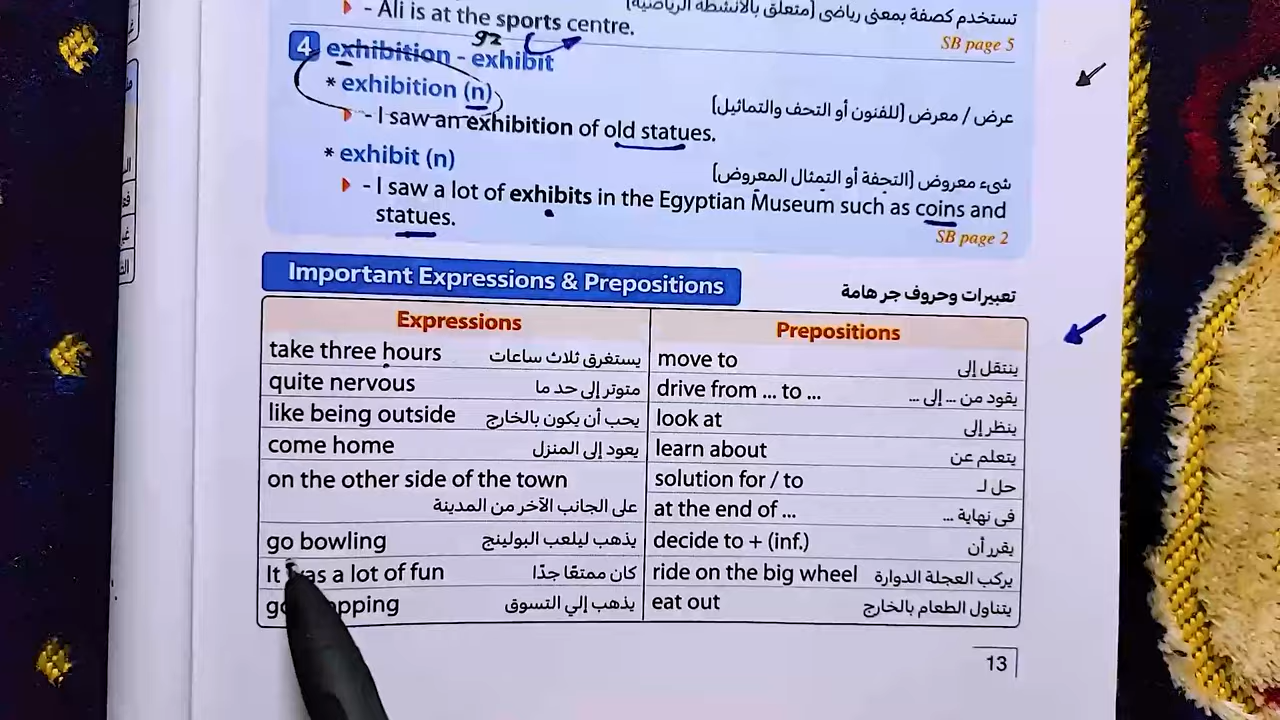 تستخدم كصفة بمعنى رياضى (متعلق بالأنشطة الرياضية)
- Ali is at the sports centre.
SB page 5
4 exhibition - exhibit
* exhibition (n)
عرض / معرض (للفنون أو التحف والتماثيل)
- I saw an exhibition of old statues.
* exhibit (n)
شىء معروض (التحفة أو التمثال المعروض)
- I saw a lot of exhibits in the Egyptian Museum such as coins and
statues.
SB page 2
Important Expressions & Prepositions
تعبيرات وحروف جر هامة
Expressions Prepositions
take three hours يستغرق ثلاث ساعات move to ينتقل إلى
quite nervous متوتر إلى حد ما drive from ... to ... يقود من ... إلى ...
like being outside يحب أن يكون بالخارج look at ينظر إلى
come home يعود إلى المنزل learn about يتعلم عن
on the other side of the town solution for / to حل لـ
على الجانب الآخر من المدينة at the end of ... فى نهاية ...
go bowling يذهب ليلعب البولينج decide to + (inf.) يقرر أن
It was a lot of fun كان ممتعًا جدًا ride on the big wheel يركب العجلة الدوارة
go shopping يذهب إلي التسوق eat out يتناول الطعام بالخارج
13